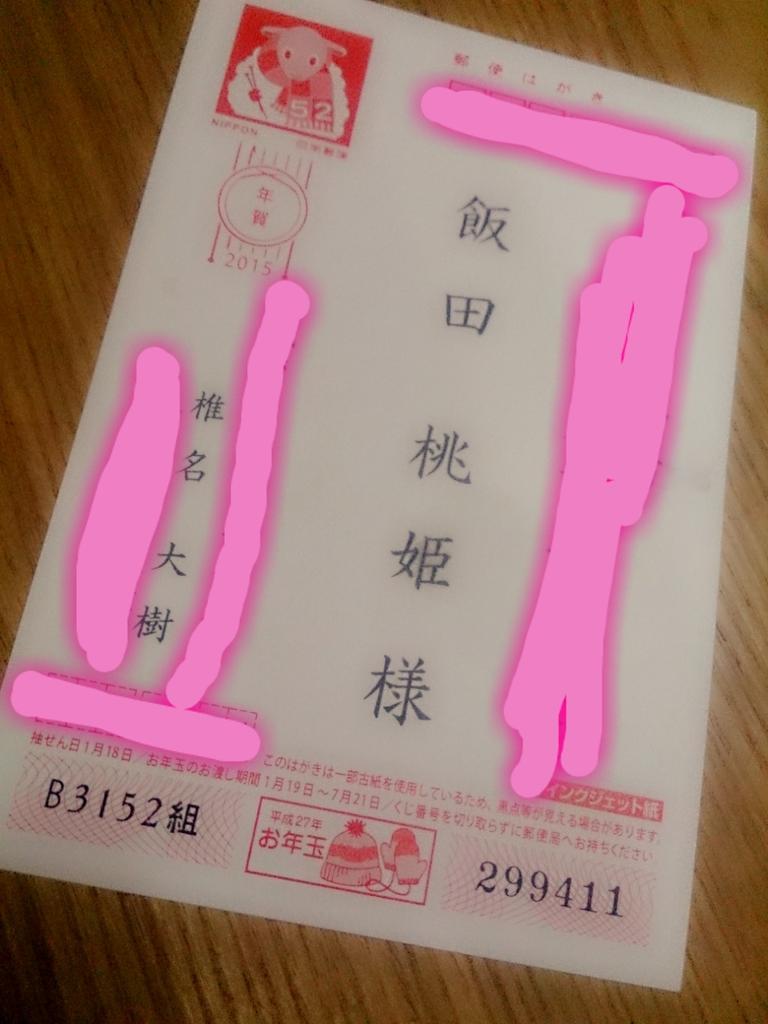 郵便はがき
52
NIPPON
日本郵便
年賀
2015
飯田 桃姫 様
椎名 大樹
抽せん日1月18日/お年玉のお渡し期間1月19日~7月21日/くじ番号を切り取らずに郵便局へお持ちください
このはがきは一部古紙を使用しているため、黒点等が見える場合があります。
インクジェット紙
B3152組
平成27年
お年玉
299411